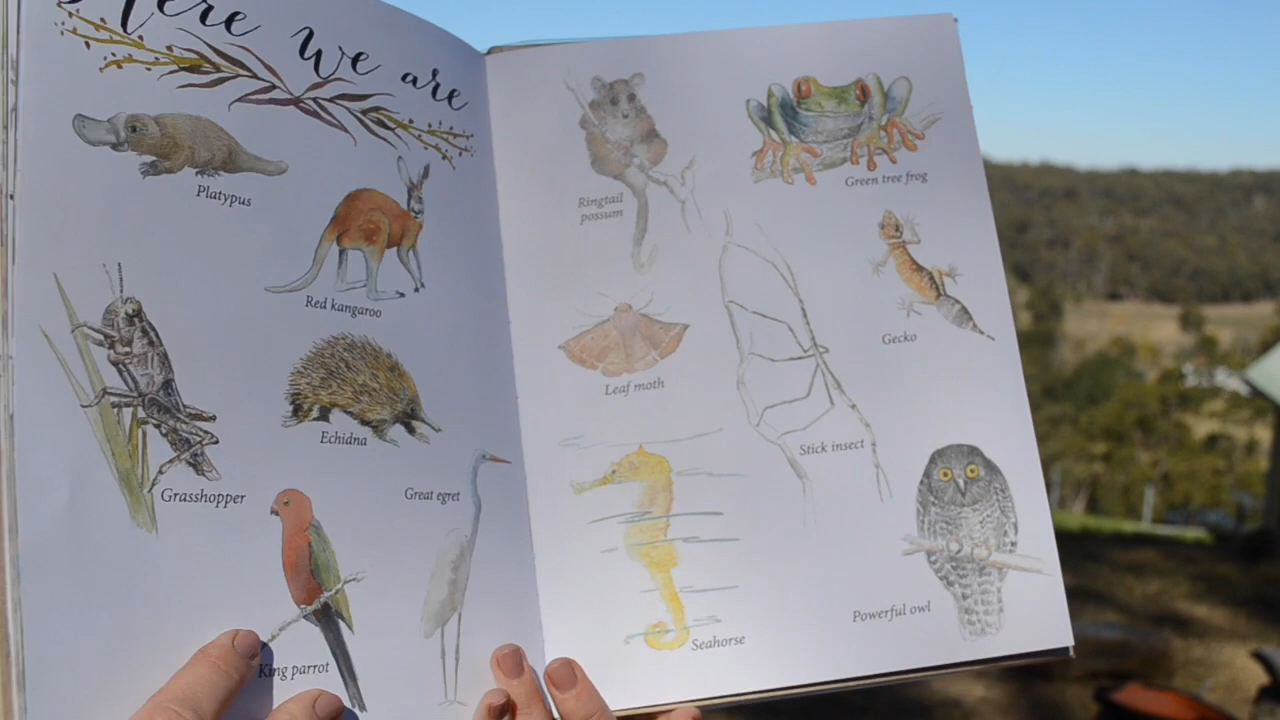 Here we are
Platypus
Red kangaroo
Echidna
Grasshopper
Great egret
King parrot
Ringtail
possum
Green tree frog
Gecko
Leaf moth
Stick insect
Seahorse
Powerful owl